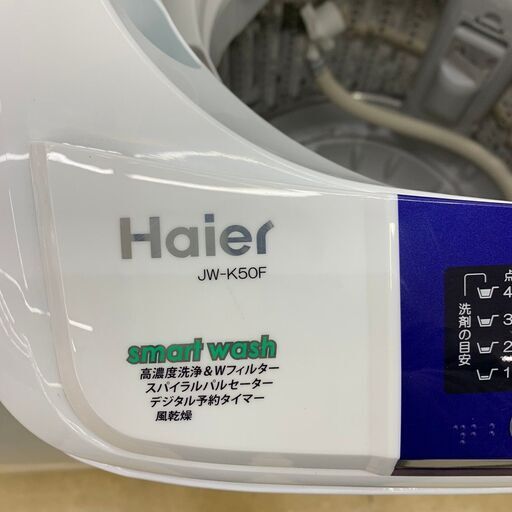 Haier
JW-K50F
smart wash
高濃度洗浄&Wフィルター
スパイラルパルセーター
デジタル予約タイマー
風乾燥
点
洗剤の目安
4
3
2
1